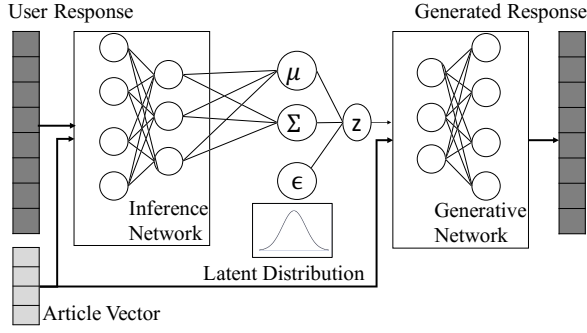 User Response
Generated Response
μ
Σ
z
ϵ
Inference
Network
Generative
Network
Latent Distribution
Article Vector